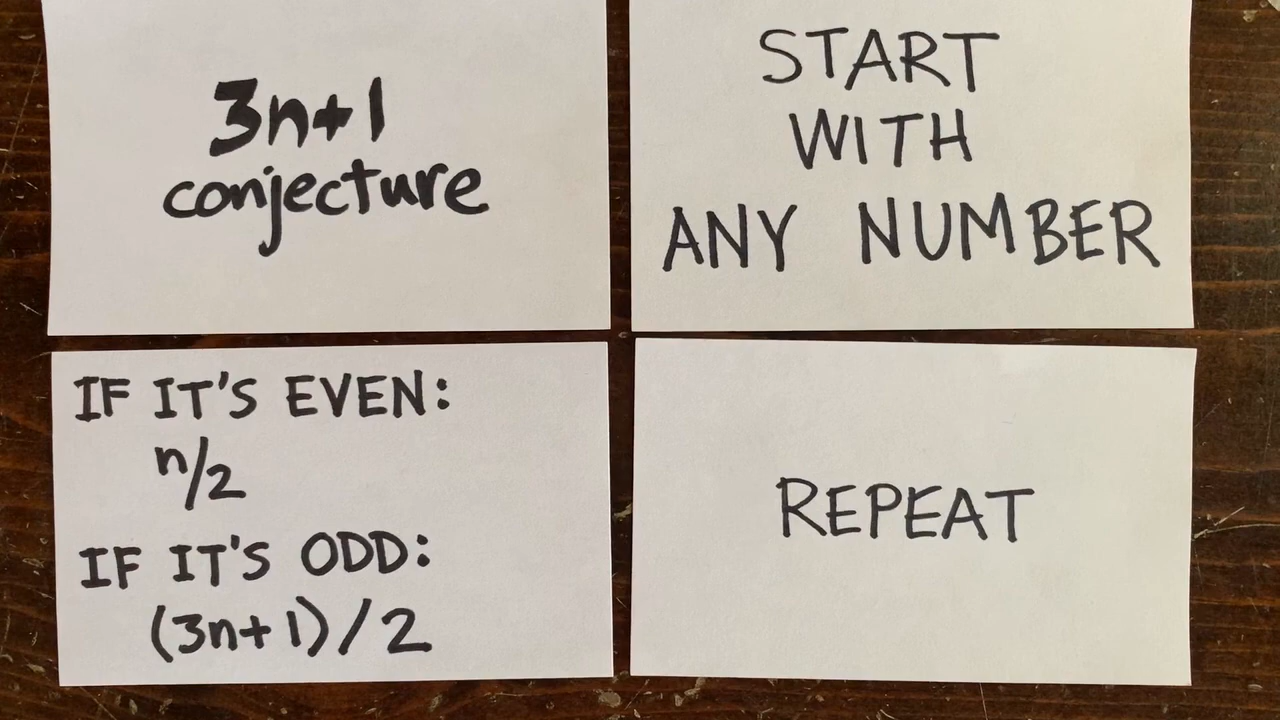 3n+1
conjecture
START
WITH
ANY NUMBER
IF IT'S EVEN:
n/2
IF IT'S ODD:
(3n+1)/2
REPEAT